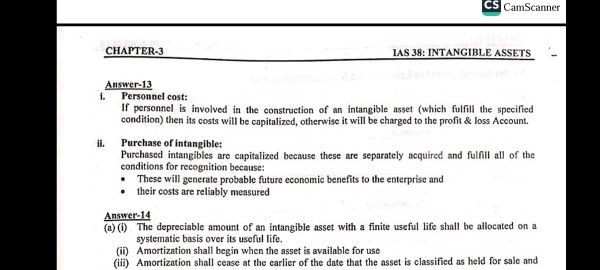 CS CamScanner
CHAPTER-3 IAS 38: INTANGIBLE ASSETS
Answer-13
i. Personnel cost:
If personnel is involved in the construction of an intangible asset (which fulfill the specified
condition) then its costs will be capitalized, otherwise it will be charged to the profit & loss Account.
ii. Purchase of intangible:
Purchased intangibles are capitalized because these are separately acquired and fulfill all of the
conditions for recognition because:
• These will generate probable future economic benefits to the enterprise and
• their costs are reliably measured
Answer-14
(a) (i) The depreciable amount of an intangible asset with a finite useful life shall be allocated on a
systematic basis over its useful life.
(ii) Amortization shall begin when the asset is available for use
(iii) Amortization shall cease at the earlier of the date that the asset is classified as held for sale and